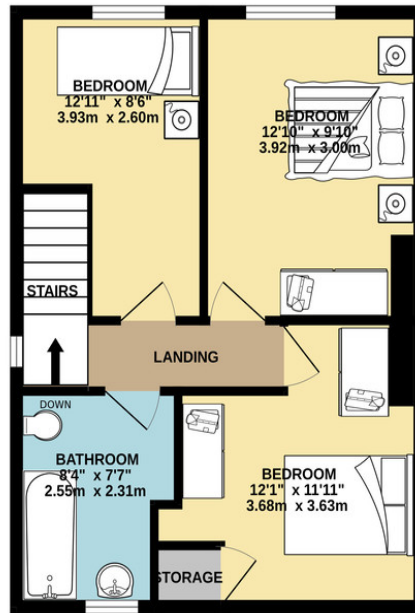 BEDROOM
12'11" x 8'6"
3.93m x 2.60m
BEDROOM
12'10" x 9'10"
3.92m x 3.00m
STAIRS
LANDING
DOWN
BATHROOM
8'4" x 7'7"
2.55m x 2.31m
BEDROOM
12'1" x 11'11"
3.68m x 3.63m
STORAGE